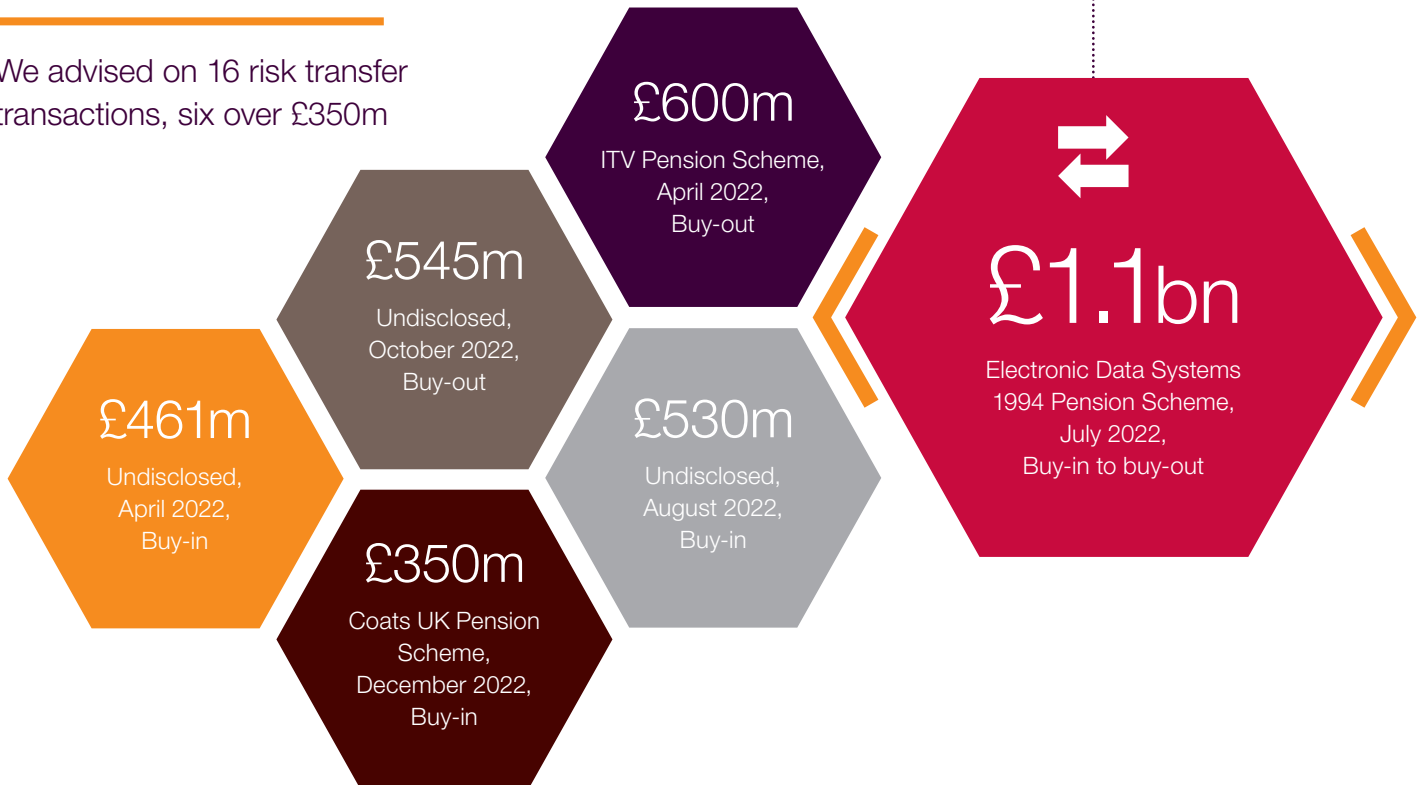 We advised on 16 risk transfer
transactions, six over £350m
£600m
ITV Pension Scheme,
April 2022,
Buy-out
£1.1bn
Electronic Data Systems
1994 Pension Scheme,
July 2022,
Buy-in to buy-out
£545m
Undisclosed,
October 2022,
Buy-out
£530m
Undisclosed,
August 2022,
Buy-in
£461m
Undisclosed,
April 2022,
Buy-in
£350m
Coats UK Pension
Scheme,
December 2022,
Buy-in